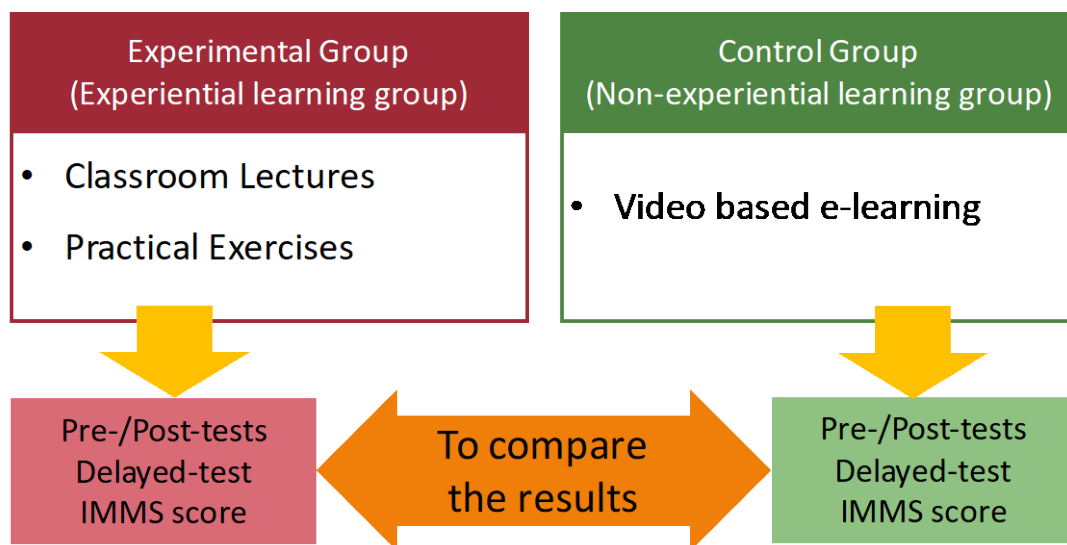 Experimental Group
(Experiential learning group)
• Classroom Lectures
• Practical Exercises
Control Group
(Non-experiential learning group)
• Video based e-learning
Pre-/Post-tests
Delayed-test
IMMS score
To compare
the results
Pre-/Post-tests
Delayed-test
IMMS score